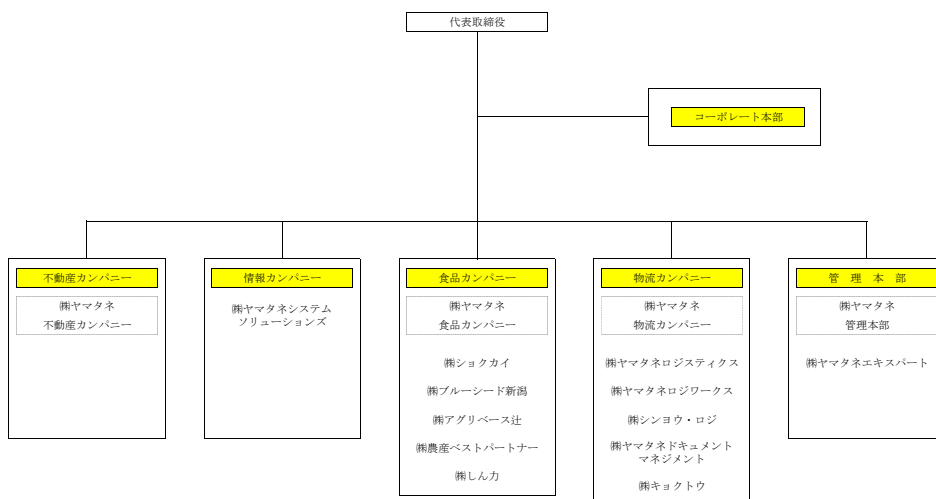 代表取締役
コーポレート本部
不動産カンパニー
㈱ヤマタネ
不動産カンパニー
情報カンパニー
㈱ヤマタネシステム
ソリューションズ
食品カンパニー
㈱ヤマタネ
食品カンパニー
㈱ショクカイ
㈱ブルーシード新潟
㈱アグリベース辻
㈱農産ベストパートナー
㈱しん力
物流カンパニー
㈱ヤマタネ
物流カンパニー
㈱ヤマタネロジスティクス
㈱ヤマタネロジワークス
㈱シンヨウ・ロジ
㈱ヤマタネドキュメント
マネジメント
㈱キョクトウ
管　理　本　部
㈱ヤマタネ
管理本部
㈱ヤマタネエキスパート